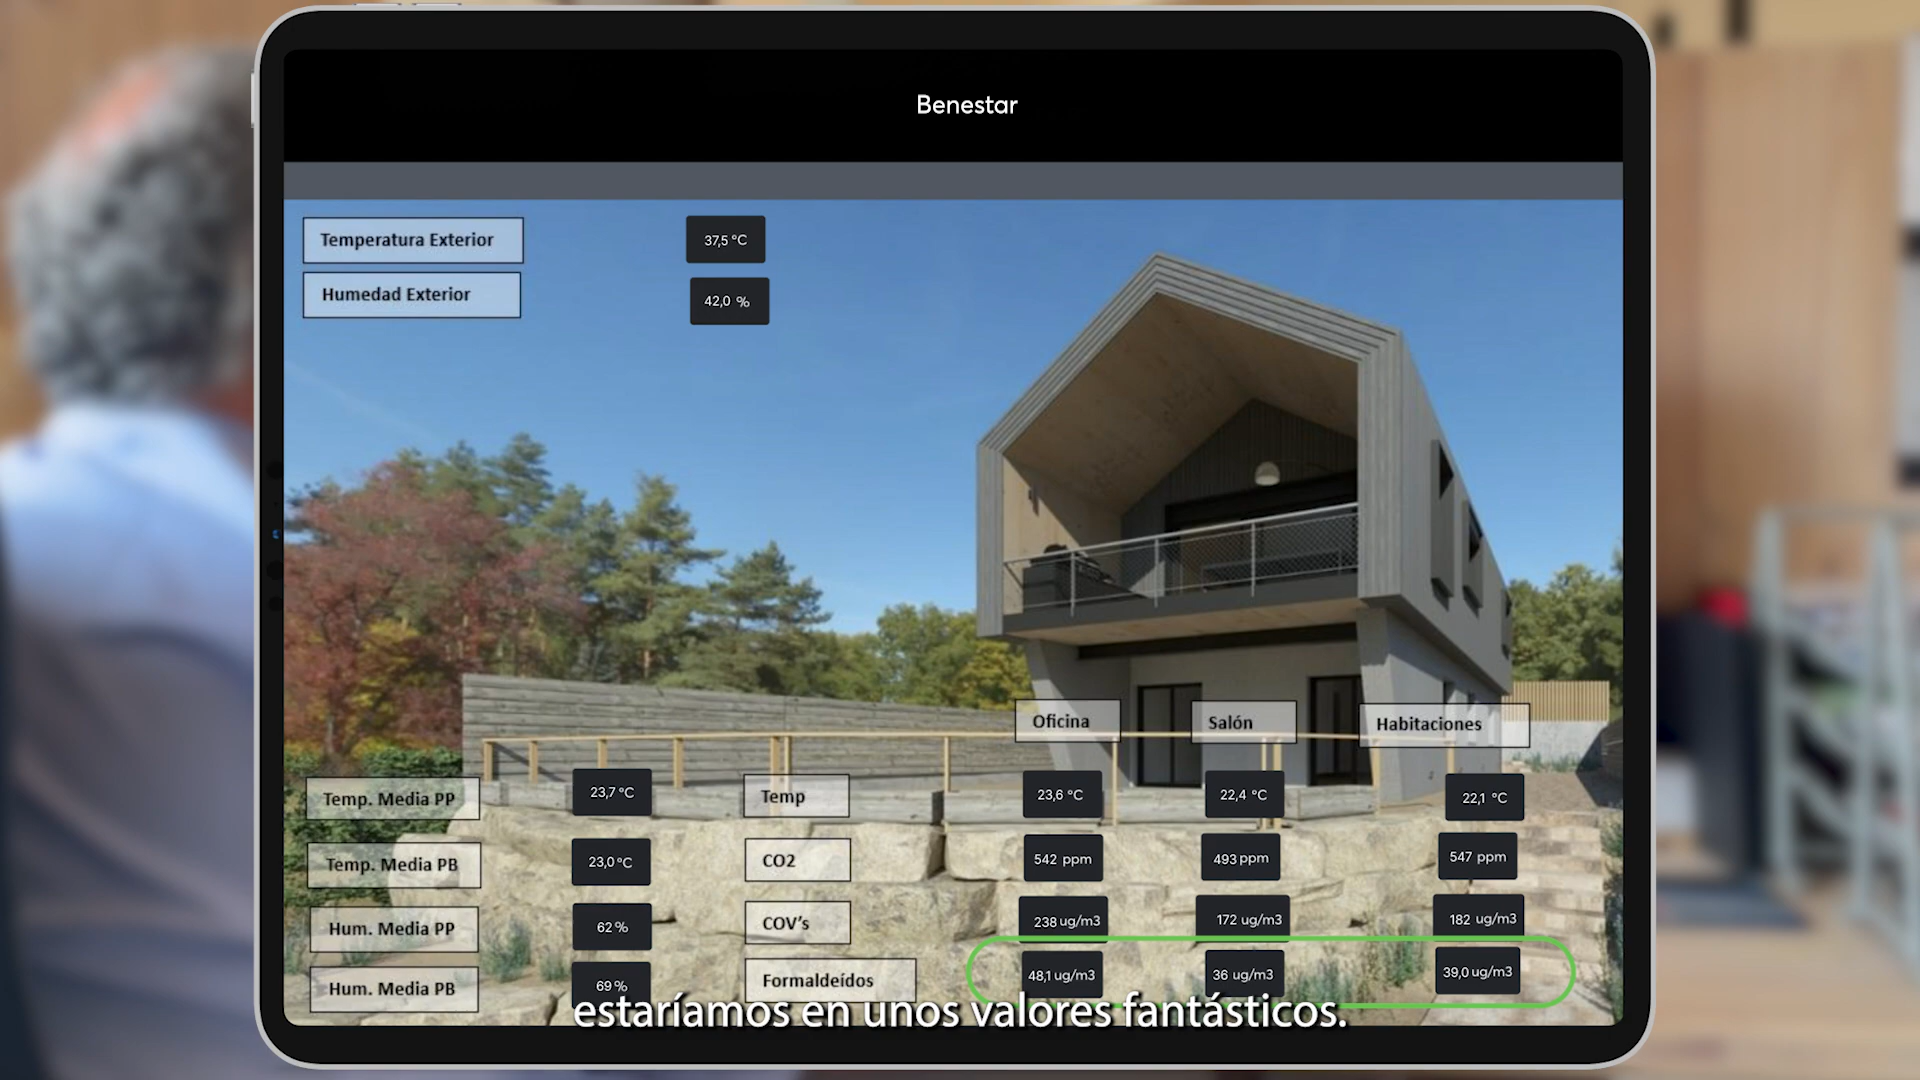 Benestar
Temperatura Exterior
37,5 °C
Humedad Exterior
42,0 %
Oficina
Salón
Habitaciones
Temp. Media PP
23,7 °C
Temp
23,6 °C
22,4 °C
22,1 °C
Temp. Media PB
23,0 °C
CO2
542 ppm
493 ppm
547 ppm
Hum. Media PP
62 %
COV's
238 ug/m3
172 ug/m3
182 ug/m3
Hum. Media PB
69 %
Formaldeídos
48,1 ug/m3
36 ug/m3
39,0 ug/m3
estaríamos en unos valores fantásticos.